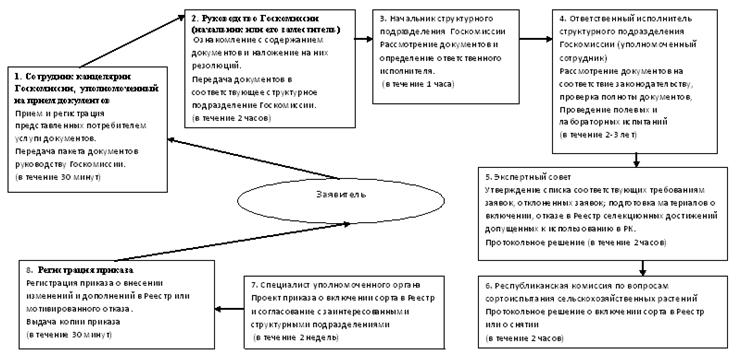 1. Сотрудник канцелярии
Госкомиссии, уполномоченный
на прием документов
Прием и регистрация
представленных потребителем
услуги документов.
Передача пакета документов
руководству Госкомиссии.
(в течение 30 минут)
2. Руководство Госкомиссии
(начальник или его заместитель)
Ознакомление с содержанием
документов и наложение на них
резолюций.
Передача документов в
соответствующее структурное
подразделение Госкомиссии.
(в течение 2 часов)
3. Начальник структурного
подразделения Госкомиссии
Рассмотрение документов и
определение ответственного
исполнителя.
(в течение 1 часа)
4. Ответственный исполнитель
структурного подразделения
Госкомиссии (уполномоченный
сотрудник)
Рассмотрение документов на
соответствие законодательству,
проверка полноты документов,
Проведение полевых и
лабораторных испытаний
(в течение 2-3 лет)
Заявитель
5. Экспертный совет
Утверждение списка соответствующих требованиям
заявок, отклоненных заявок; подготовка материалов о
включении, отказе в Реестр селекционных достижений
допущенных к использованию в РК.
Протокольное решение (в течение 2 часов)
6. Республиканская комиссия по вопросам
сортоиспытания сельскохозяйственных растений
Протокольное решение о включении сорта в Реестр
или о снятии
(в течение 2 часов)
7. Специалист уполномоченного органа
Проект приказа о включении сорта в Реестр
и согласование с заинтересованными
структурными подразделениями
(в течение 2 недель)
8. Регистрация приказа
Регистрация приказа о внесении
изменений и дополнений в Реестр или
мотивированного отказа.
Выдача копии приказа
(в течение 30 минут)